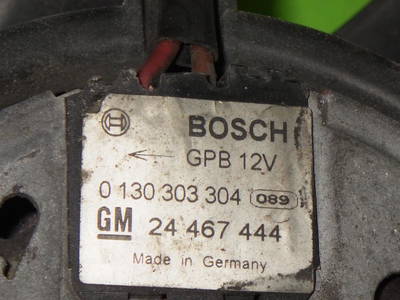 BOSCH
← GPB 12V
0 130 303 304 089
GM 24 467 444
Made in Germany